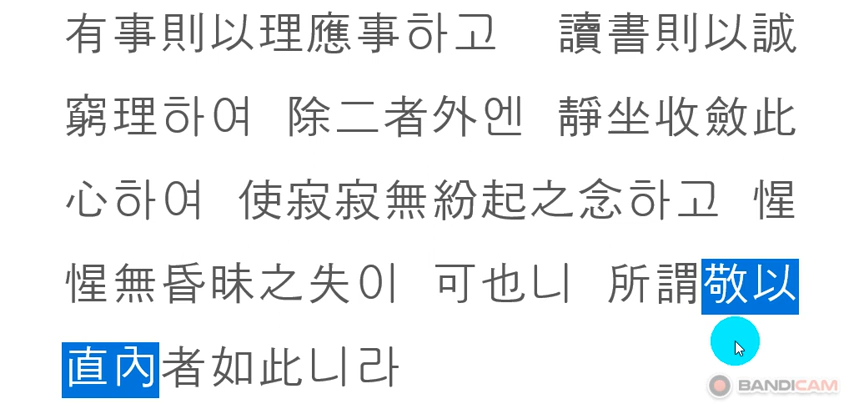 有事則以理應事하고 讀書則以誠
窮理하여 除二者外엔 靜坐收斂此
心하여 使寂寂無紛起之念하고 惺
惺無昏昧之失이 可也니 所謂敬以
直內者如此니라
BANDICAM